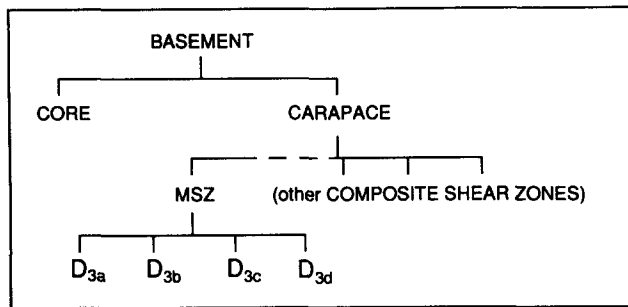 BASEMENT
CORE CARAPACE
MSZ (other COMPOSITE SHEAR ZONES)
D3a D3b D3c D3d